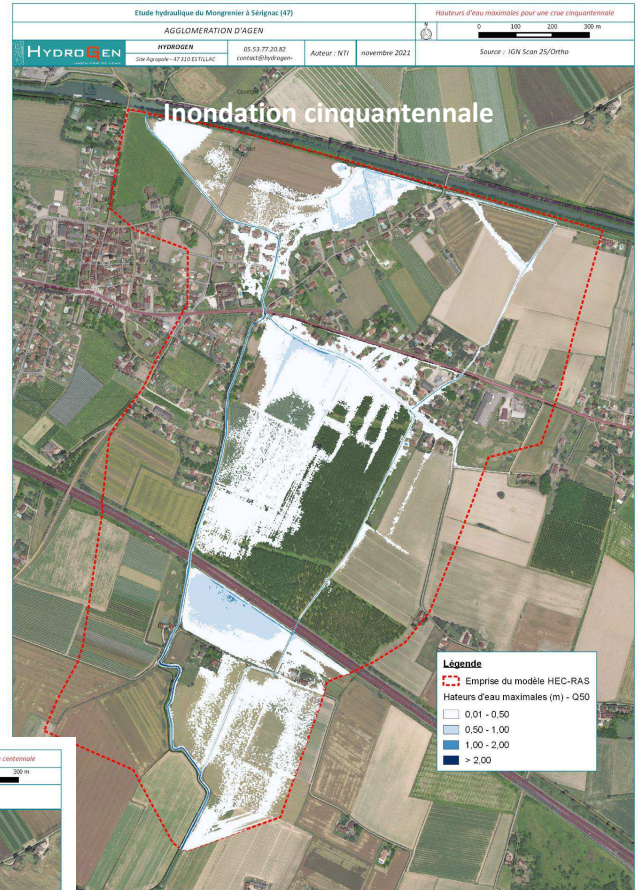 Etude hydraulique du Mongrenier à Sérignac (47)
AGGLOMERATION D'AGEN
HYDROGEN
INGÉNIERIE DE L'EAU
HYDROGEN
Site Agropole - 47 310 ESTILLAC
05.53.77.20.82
contact@hydrogen-
Auteur : NTI
novembre 2021
Hauteurs d'eau maximales pour une crue cinquantennale
N
0 100 200 300 m
Source : IGN Scan 25/Ortho
Inondation cinquantennale
Légende
Emprise du modèle HEC-RAS
Hateurs d'eau maximales (m) - Q50
0,01 - 0,50
0,50 - 1,00
1,00 - 2,00
> 2,00
centennale
300 m